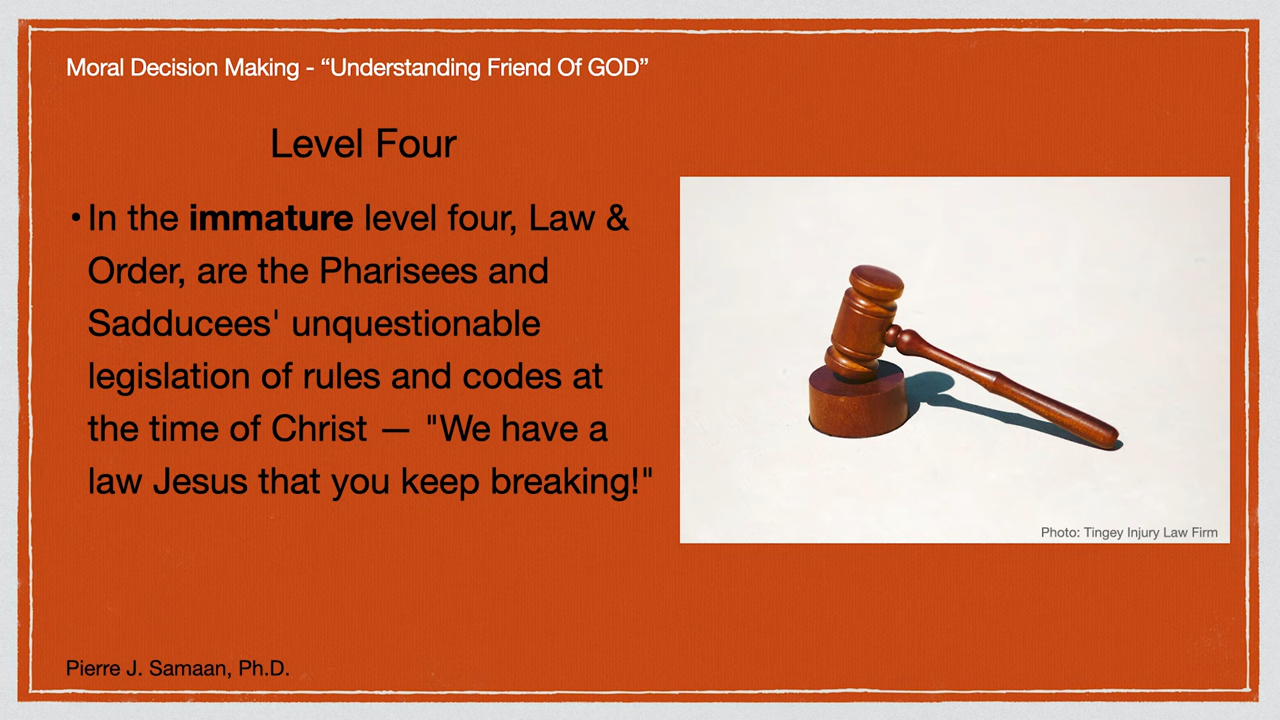 Moral Decision Making - “Understanding Friend Of GOD”
Level Four
• In the immature level four, Law &
Order, are the Pharisees and
Sadducees' unquestionable
legislation of rules and codes at
the time of Christ — "We have a
law Jesus that you keep breaking!"
Photo: Tingey Injury Law Firm
Pierre J. Samaan, Ph.D.